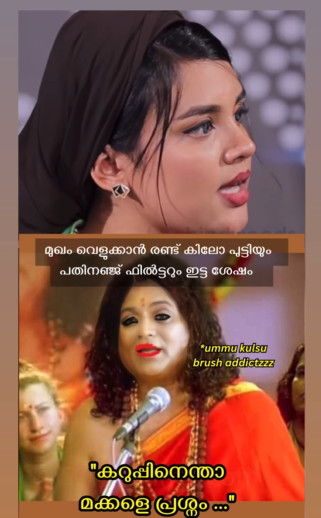 മുഖം വെളുക്കാൻ രണ്ട് കിലോ പുട്ടിയും
പതിനഞ്ച് ഫിൽട്ടറും ഇട്ട ശേഷം
*ummu kulsu
brush addictzzz
"കറുപ്പിനെന്താ
മക്കളെ പ്രശ്നം ..."